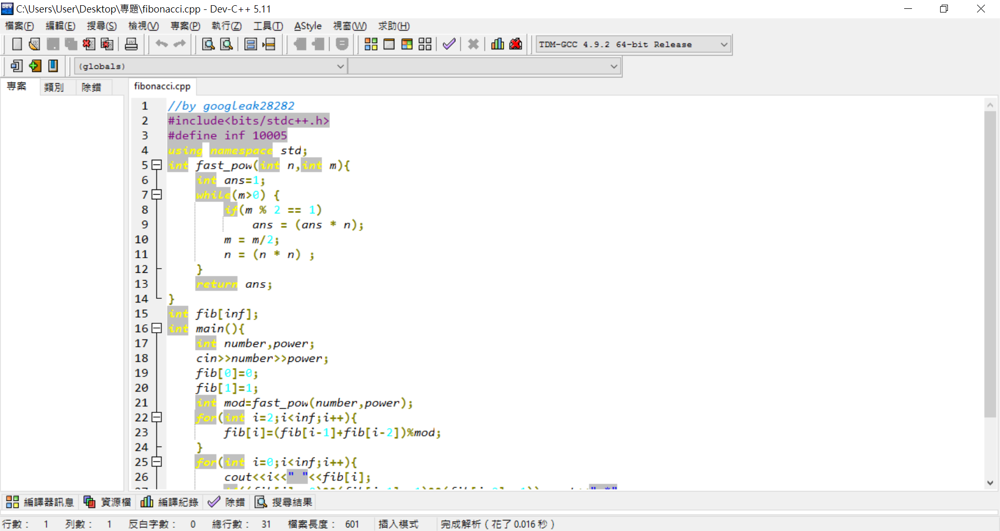 C:\Users\User\Desktop\專題\fibonacci.cpp - Dev-C++ 5.11
檔案(F) 編輯(E) 搜尋(S) 檢視(V) 專案(P) 執行(Z) 工具(T) AStyle 視窗(W) 求助(H)
TDM-GCC 4.9.2 64-bit Release
(globals)
專案 類別 除錯 fibonacci.cpp
1 //by googleak28282
2 #include<bits/stdc++.h>
3 #define inf 10005
4 using namespace std;
5 int fast_pow(int n,int m){
6 int ans=1;
7 while(m>0) {
8 if(m % 2 == 1)
9 ans = (ans * n);
10 m = m/2;
11 n = (n * n) ;
12 }
13 return ans;
14 }
15 int fib[inf];
16 int main(){
17 int number,power;
18 cin>>number>>power;
19 fib[0]=0;
20 fib[1]=1;
21 int mod=fast_pow(number,power);
22 for(int i=2;i<inf;i++){
23 fib[i]=(fib[i-1]+fib[i-2])%mod;
24 }
25 for(int i=0;i<inf;i++){
26 cout<<i<<" "<<fib[i];
編譯器訊息 資源檔 編譯紀錄 除錯 搜尋結果
行數： 1 列數： 1 反白字數： 0 總行數： 31 檔案長度： 601 插入模式 完成解析 ( 花了 0.016 秒 )